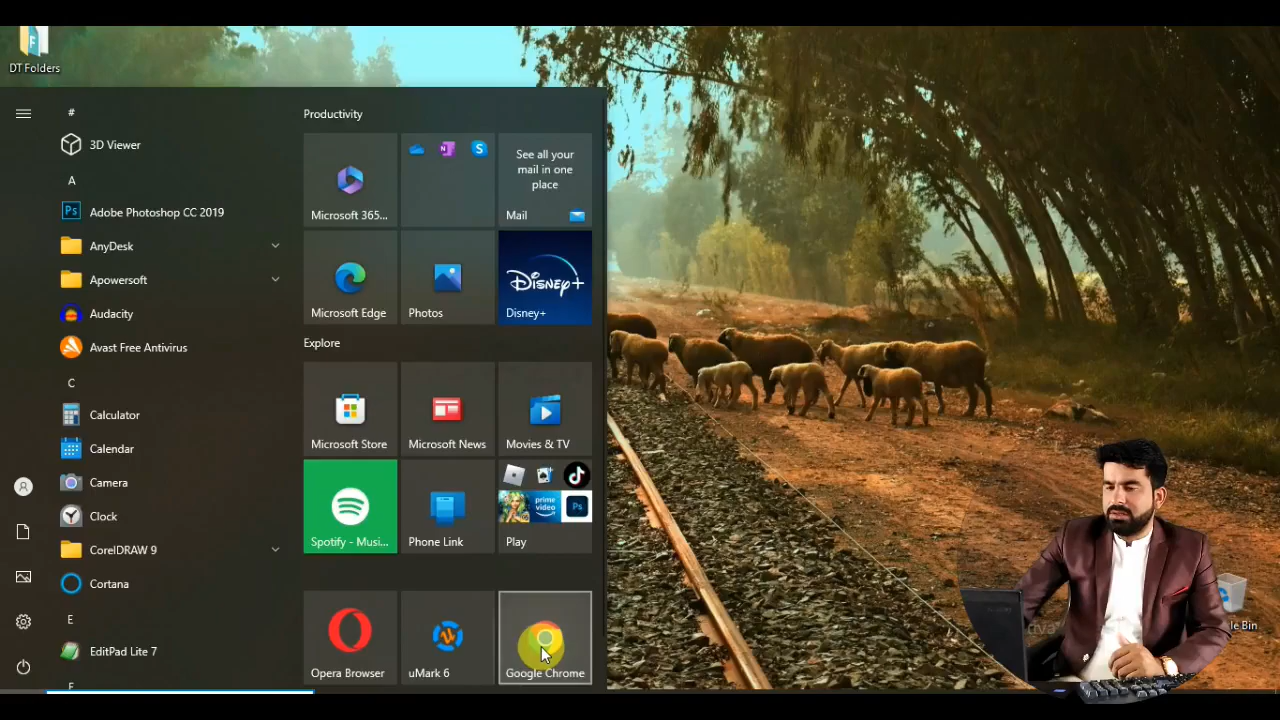 DT Folders
#
3D Viewer
A
Ps
Adobe Photoshop CC 2019
AnyDesk
Apowersoft
Audacity
Avast Free Antivirus
C
Calculator
Calendar
Camera
Clock
CorelDRAW 9
Cortana
E
EditPad Lite 7
F
Productivity
Microsoft 365...
N
S
See all your
mail in one
place
Mail
Microsoft Edge
Photos
Disney+
Disney+
Explore
Microsoft Store
Microsoft News
Movies & TV
Spotify - Musi...
Phone Link
prime
video
Ps
Play
Opera Browser
uMark 6
Google Chrome
le Bin